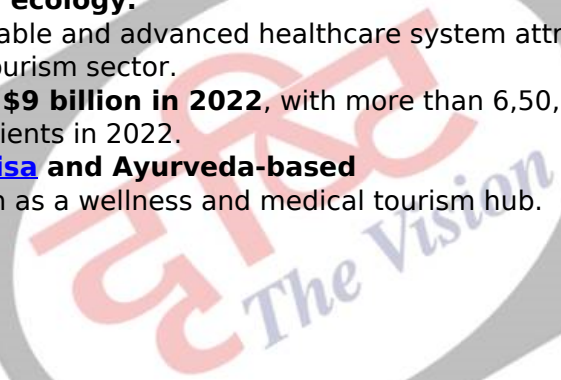 ecology.
able and advanced healthcare system attr
ourism sector.
$9 billion in 2022, with more than 6,50,
ients in 2022.
isa and Ayurveda-based
n as a wellness and medical tourism hub.
दृष्टि
The Vision